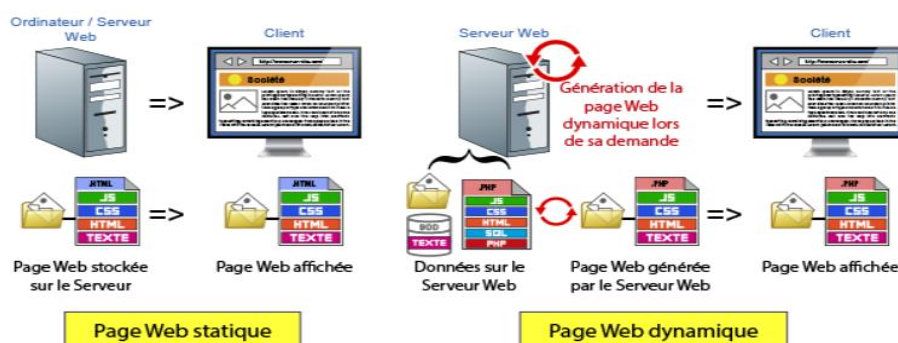 Ordinateur / Serveur
Web
Client
Société
=>
.HTML
JS
CSS
HTML
TEXTE
=>
.HTML
JS
CSS
HTML
TEXTE
Page Web stockée
sur le Serveur
Page Web affichée
Page Web statique
Serveur Web
Client
Génération de la
page Web
dynamique lors
de sa demande
=>
Société
BDD
TEXTE
.PHP
JS
CSS
HTML
SQL
PHP
.PHP
JS
CSS
HTML
TEXTE
=>
.PHP
JS
CSS
HTML
TEXTE
Données sur le
Serveur Web
Page Web générée
par le Serveur Web
Page Web affichée
Page Web dynamique